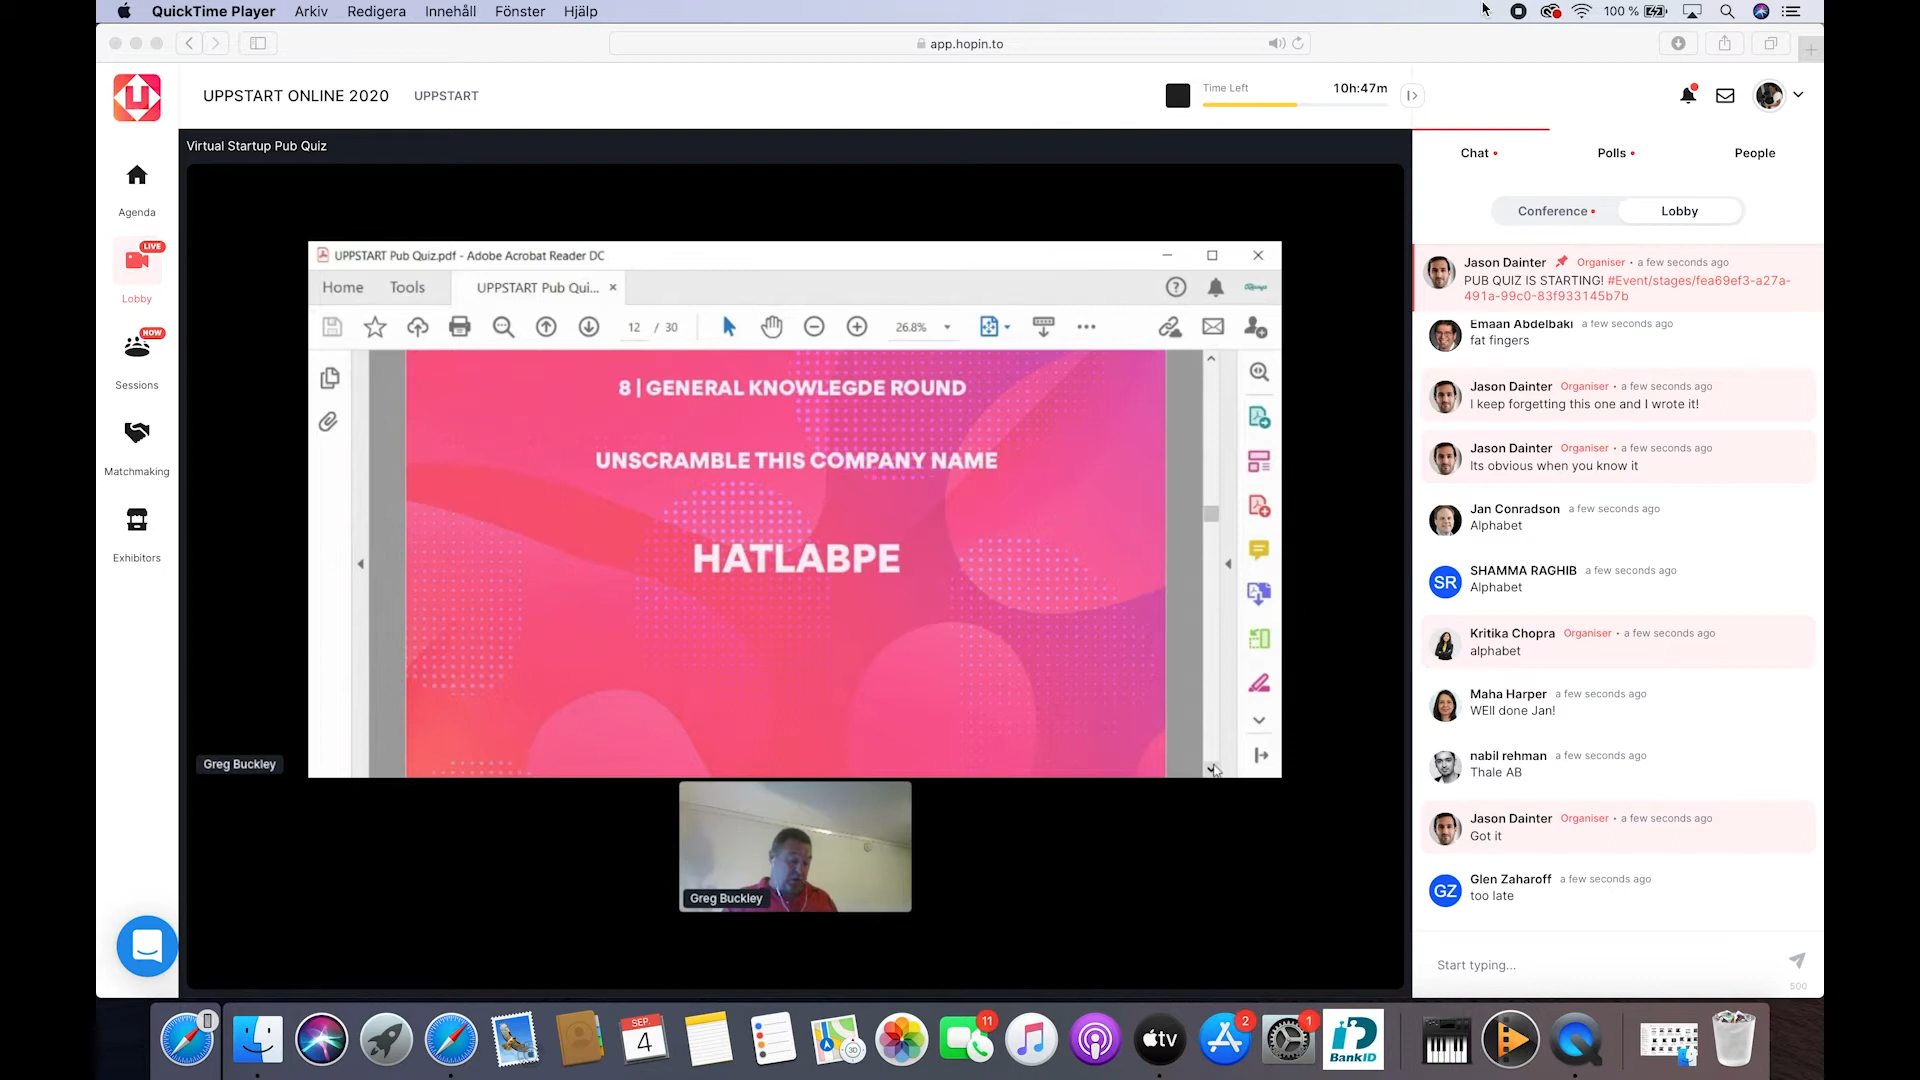 QuickTime Player Arkiv Redigera Innehåll Fönster Hjälp 100 %
app.hopin.to
UPPSTART ONLINE 2020 UPPSTART
Time Left 10h:47m
Agenda
LIVE
Lobby
NOW
Sessions
Matchmaking
Exhibitors
Virtual Startup Pub Quiz
UPPSTART Pub Quiz.pdf - Adobe Acrobat Reader DC
Home Tools UPPSTART Pub Qui... ×
12 / 30 26.8%
8 | GENERAL KNOWLEGDE ROUND
UNSCRAMBLE THIS COMPANY NAME
HATLABPE
Greg Buckley
Greg Buckley
Chat Polls People
Conference Lobby
Jason Dainter Organiser • a few seconds ago
PUB QUIZ IS STARTING! #Event/stages/fea69ef3-a27a-
491a-99c0-83f933145b7b
Emaan Abdelbaki a few seconds ago
fat fingers
Jason Dainter Organiser • a few seconds ago
I keep forgetting this one and I wrote it!
Jason Dainter Organiser • a few seconds ago
Its obvious when you know it
Jan Conradson a few seconds ago
Alphabet
SR SHAMMA RAGHIB a few seconds ago
Alphabet
Kritika Chopra Organiser • a few seconds ago
alphabet
Maha Harper a few seconds ago
WEll done Jan!
nabil rehman a few seconds ago
Thale AB
Jason Dainter Organiser • a few seconds ago
Got it
GZ Glen Zaharoff a few seconds ago
too late
Start typing...
500
SEP.
4
11
tv
2
1
BankID